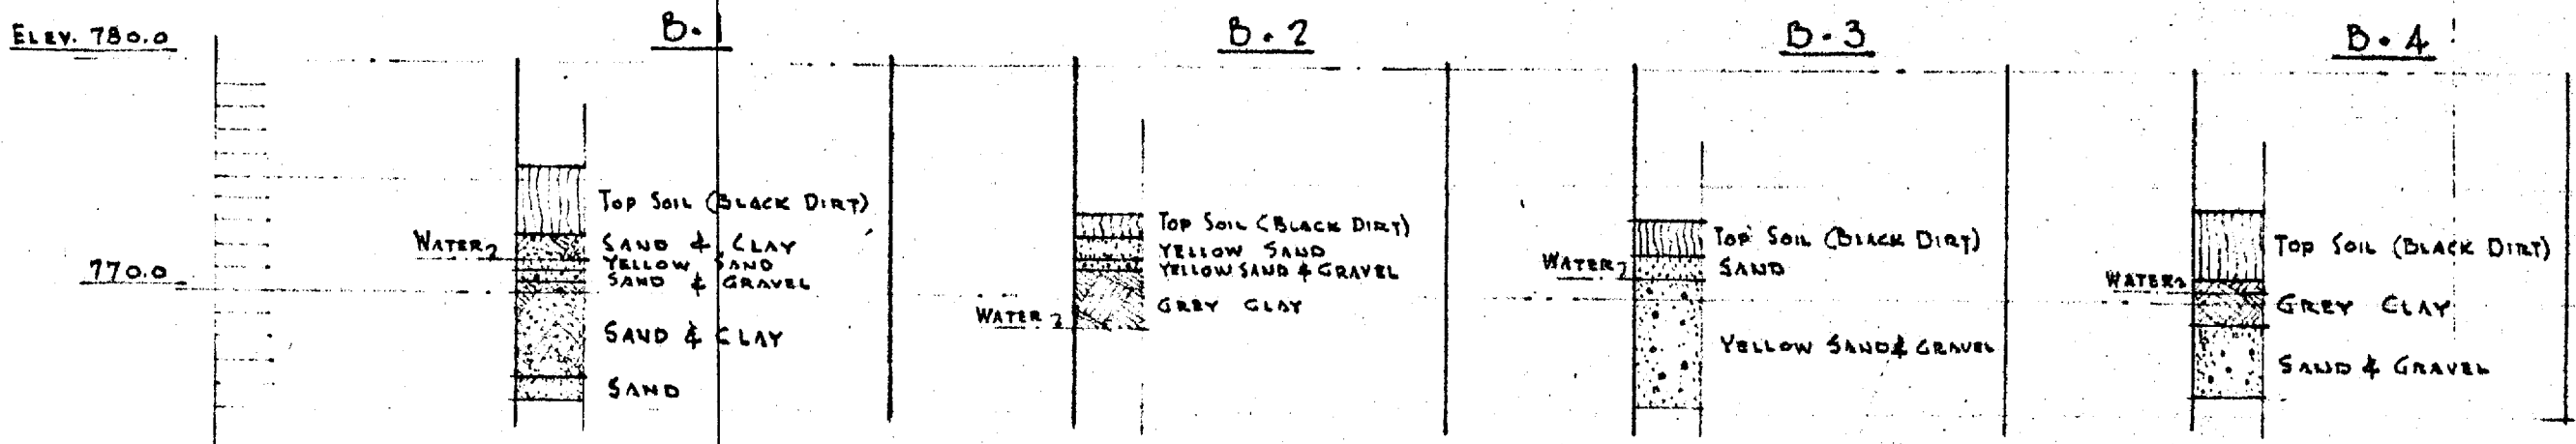 ELEV. 780.0
B.1
B.2
B.3
B.4
TOP SOIL (BLACK DIRT)
WATER
SAND & CLAY
YELLOW SAND
SAND & GRAVEL
770.0
SAND & CLAY
SAND
TOP SOIL (BLACK DIRT)
YELLOW SAND
YELLOW SAND & GRAVEL
GREY CLAY
WATER
TOP SOIL (BLACK DIRT)
WATER
SAND
YELLOW SAND & GRAVEL
TOP SOIL (BLACK DIRT)
WATER
GREY CLAY
SAND & GRAVEL